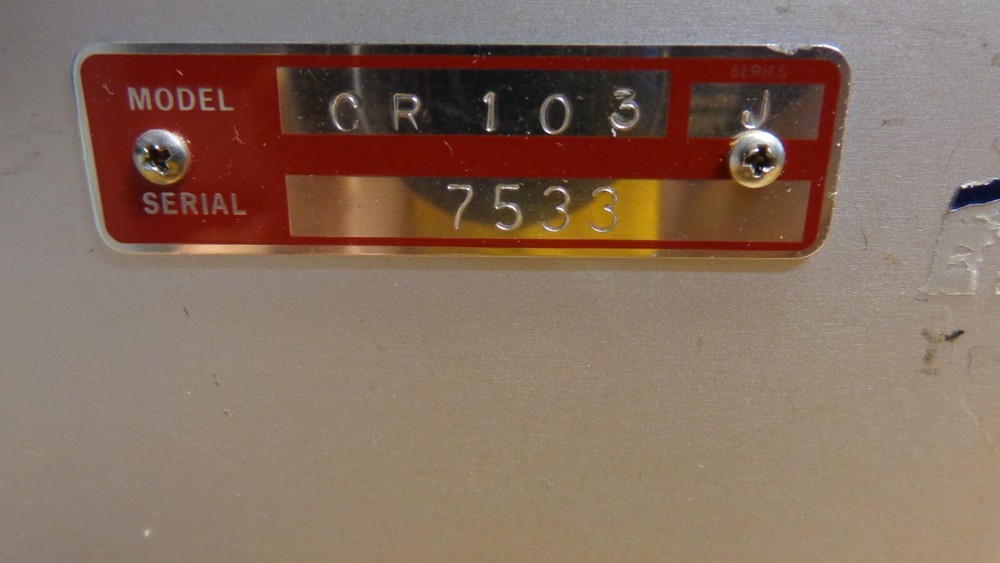 SERIES
MODEL CR 103 J
SERIAL 7533